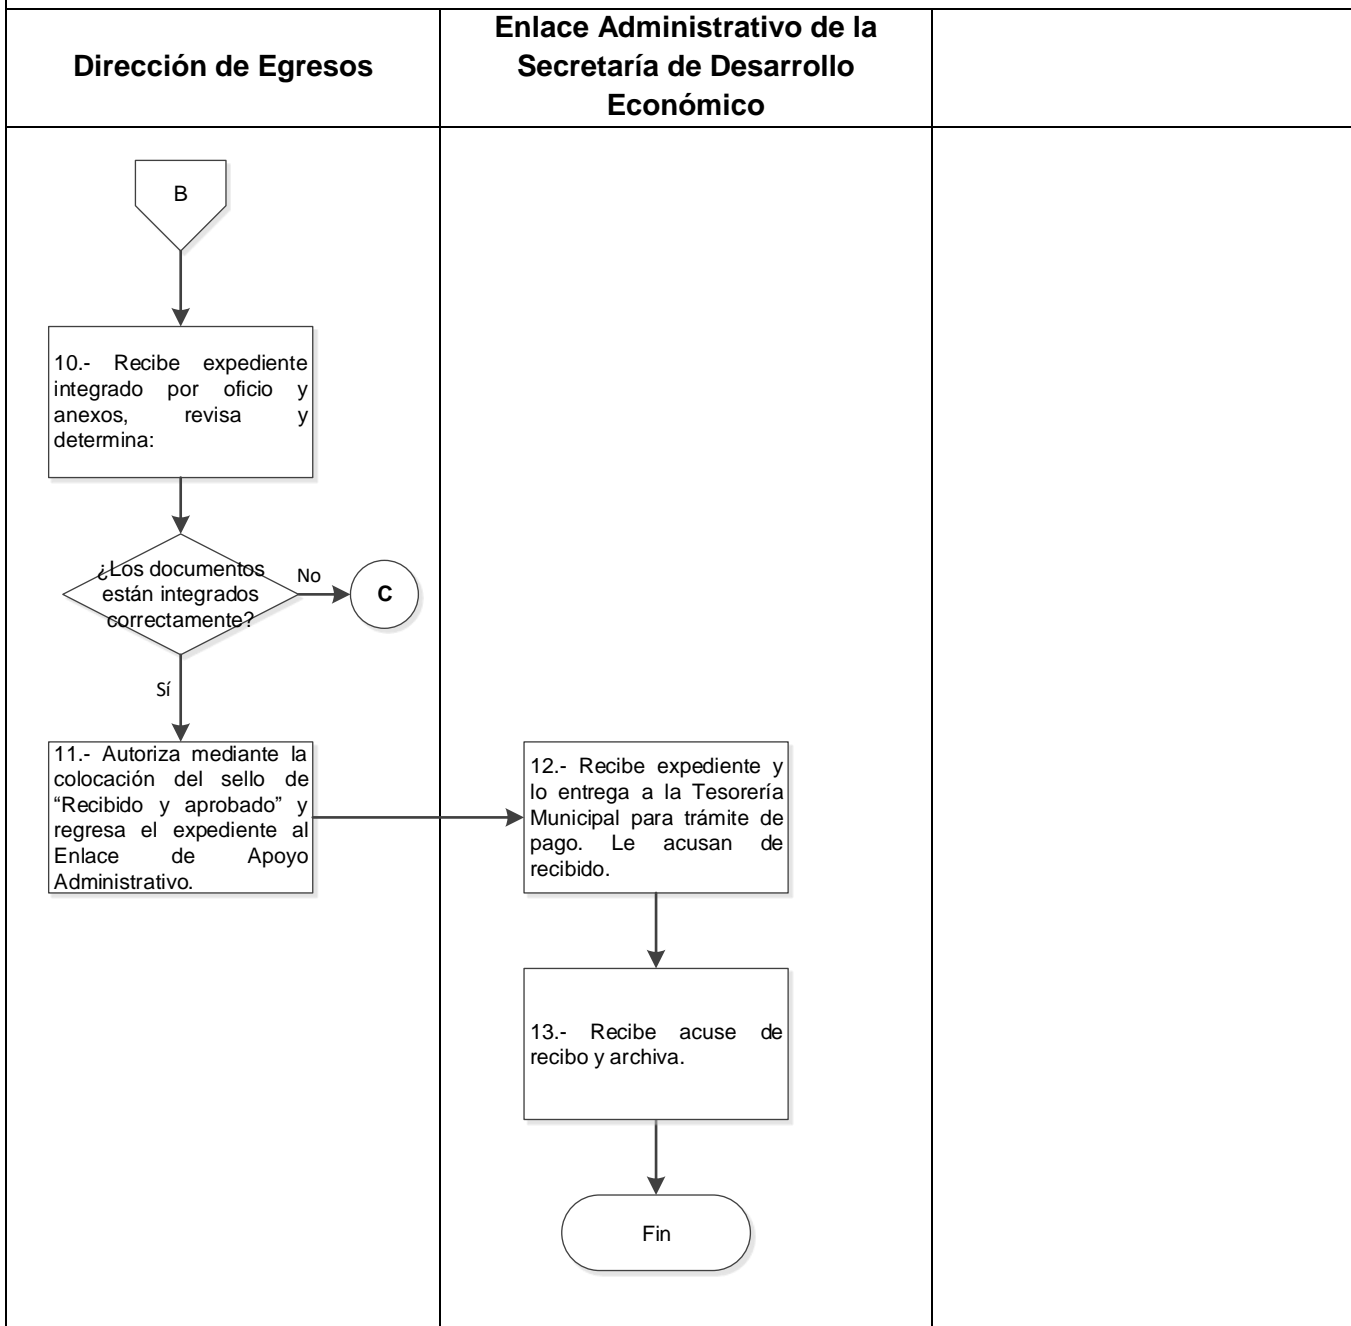 Dirección de Egresos
Enlace Administrativo de la
Secretaría de Desarrollo
Económico
B
10.- Recibe expediente
integrado por oficio y
anexos, revisa y
determina:
¿Los documentos
están integrados
correctamente?
No
C
Sí
11.- Autoriza mediante la
colocación del sello de
“Recibido y aprobado” y
regresa el expediente al
Enlace de Apoyo
Administrativo.
12.- Recibe expediente y
lo entrega a la Tesorería
Municipal para trámite de
pago. Le acusan de
recibido.
13.- Recibe acuse de
recibo y archiva.
Fin